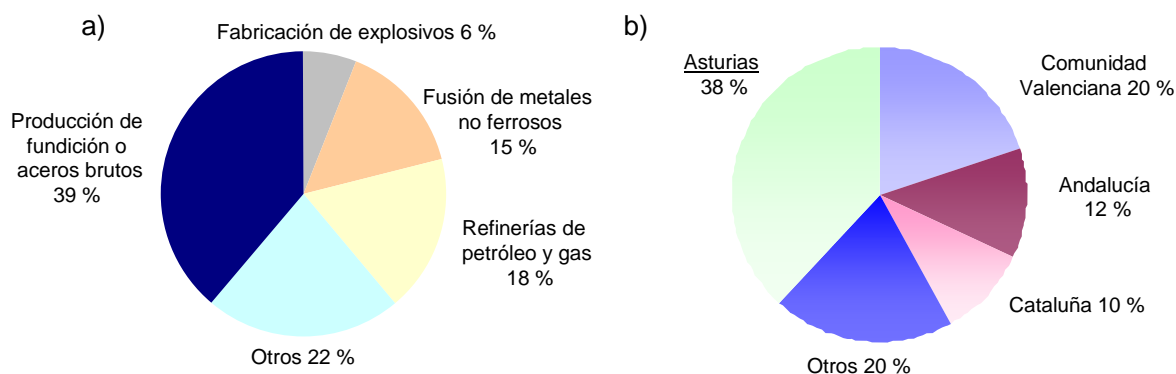 a)
Fabricación de explosivos 6 %
Fusión de metales
no ferrosos
15 %
Refinerías de
petróleo y gas
18 %
Otros 22 %
Producción de
fundición o
aceros brutos
39 %
b)
Comunidad
Valenciana 20 %
Andalucía
12 %
Cataluña 10 %
Otros 20 %
Asturias
38 %